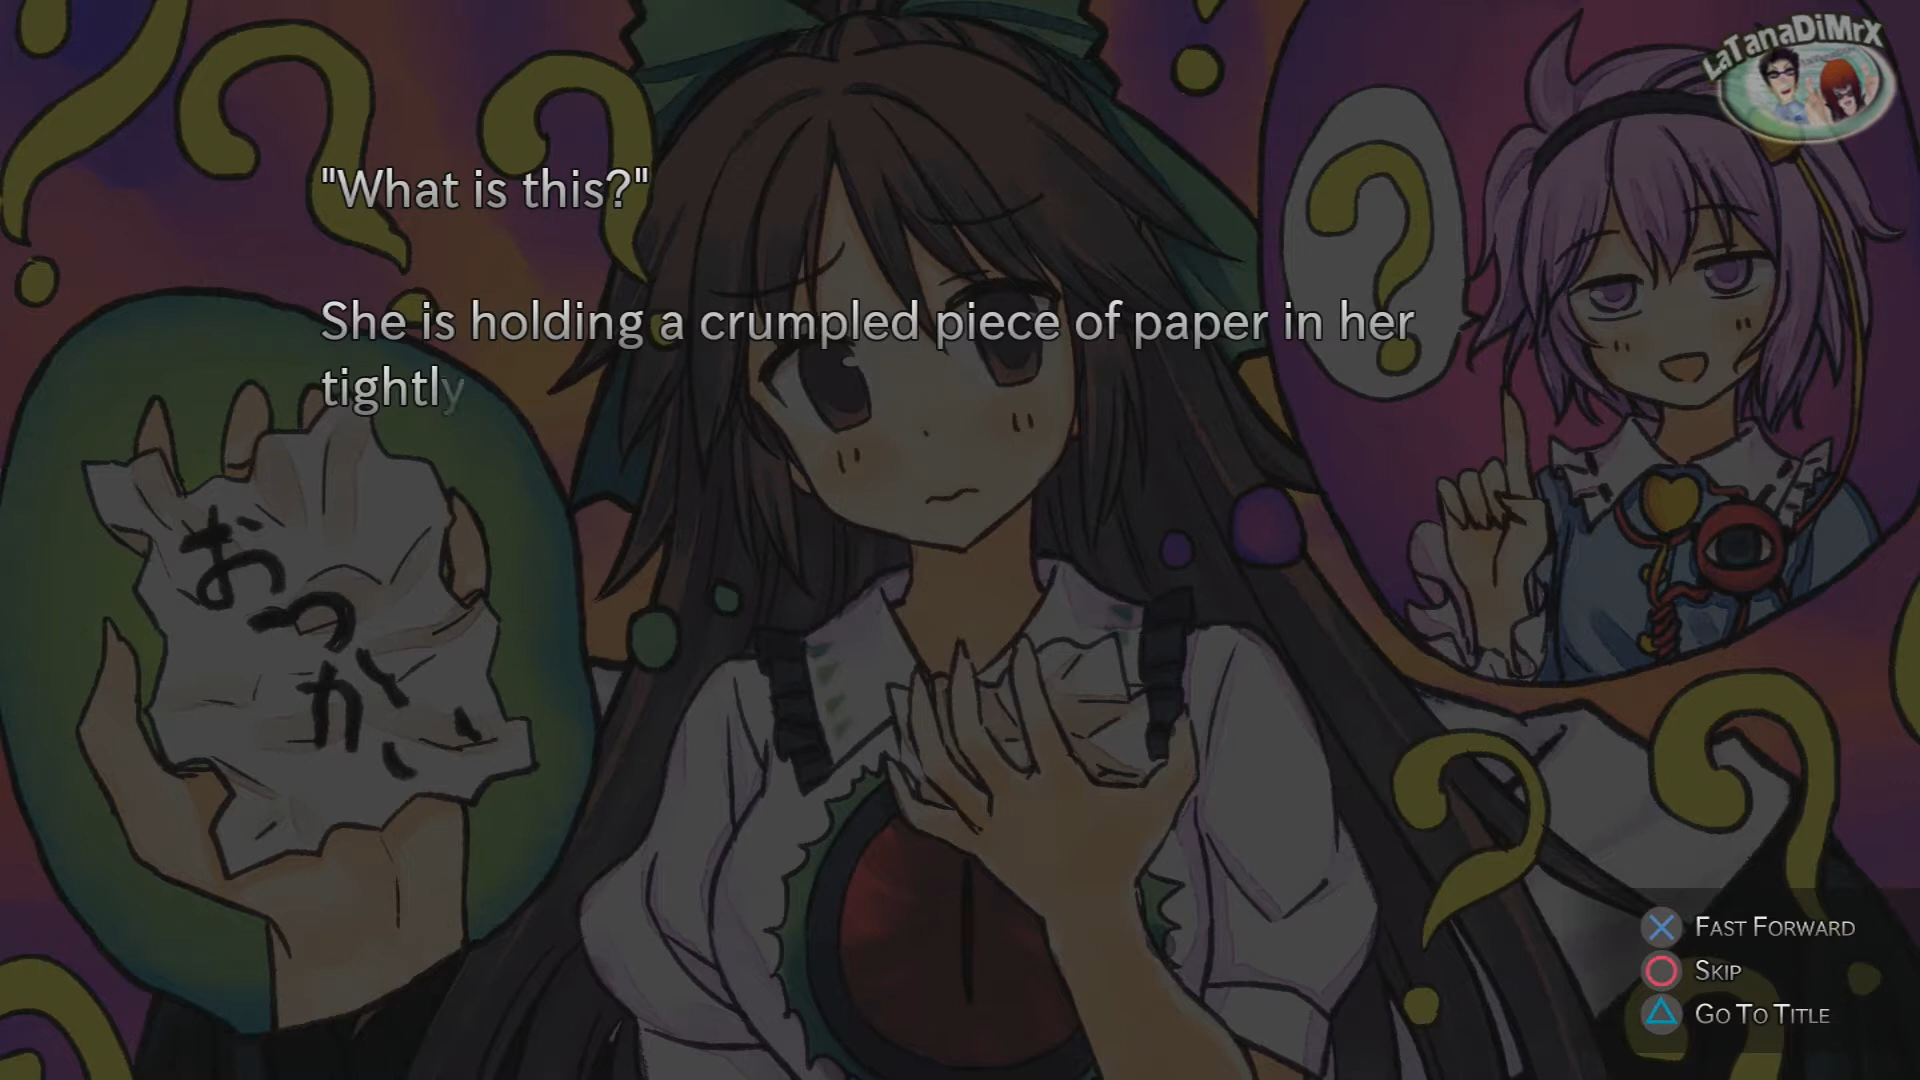 LaTanaDiMrX
"What is this?"
She is holding a crumpled piece of paper in her
tightly
おつかい
Fast Forward
Skip
Go To Title